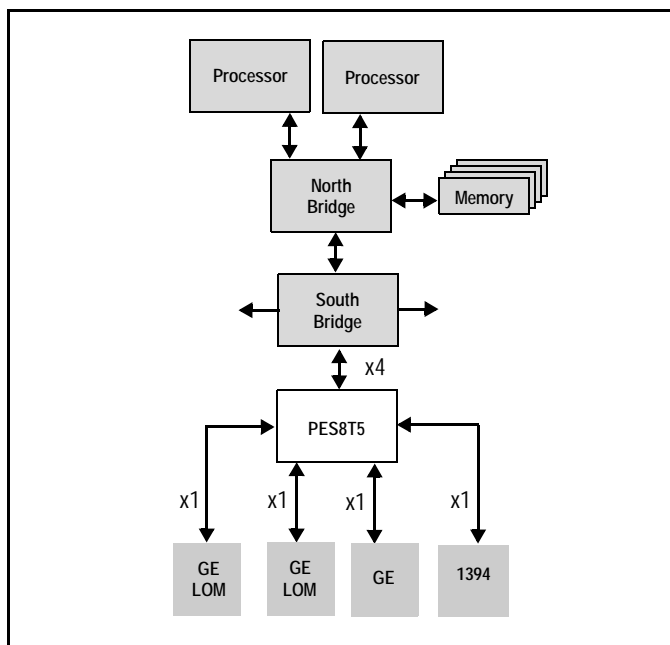 Processor
Processor
North
Bridge
Memory
South
Bridge
x4
PES8T5
x1
x1
x1
x1
GE
LOM
GE
LOM
GE
1394